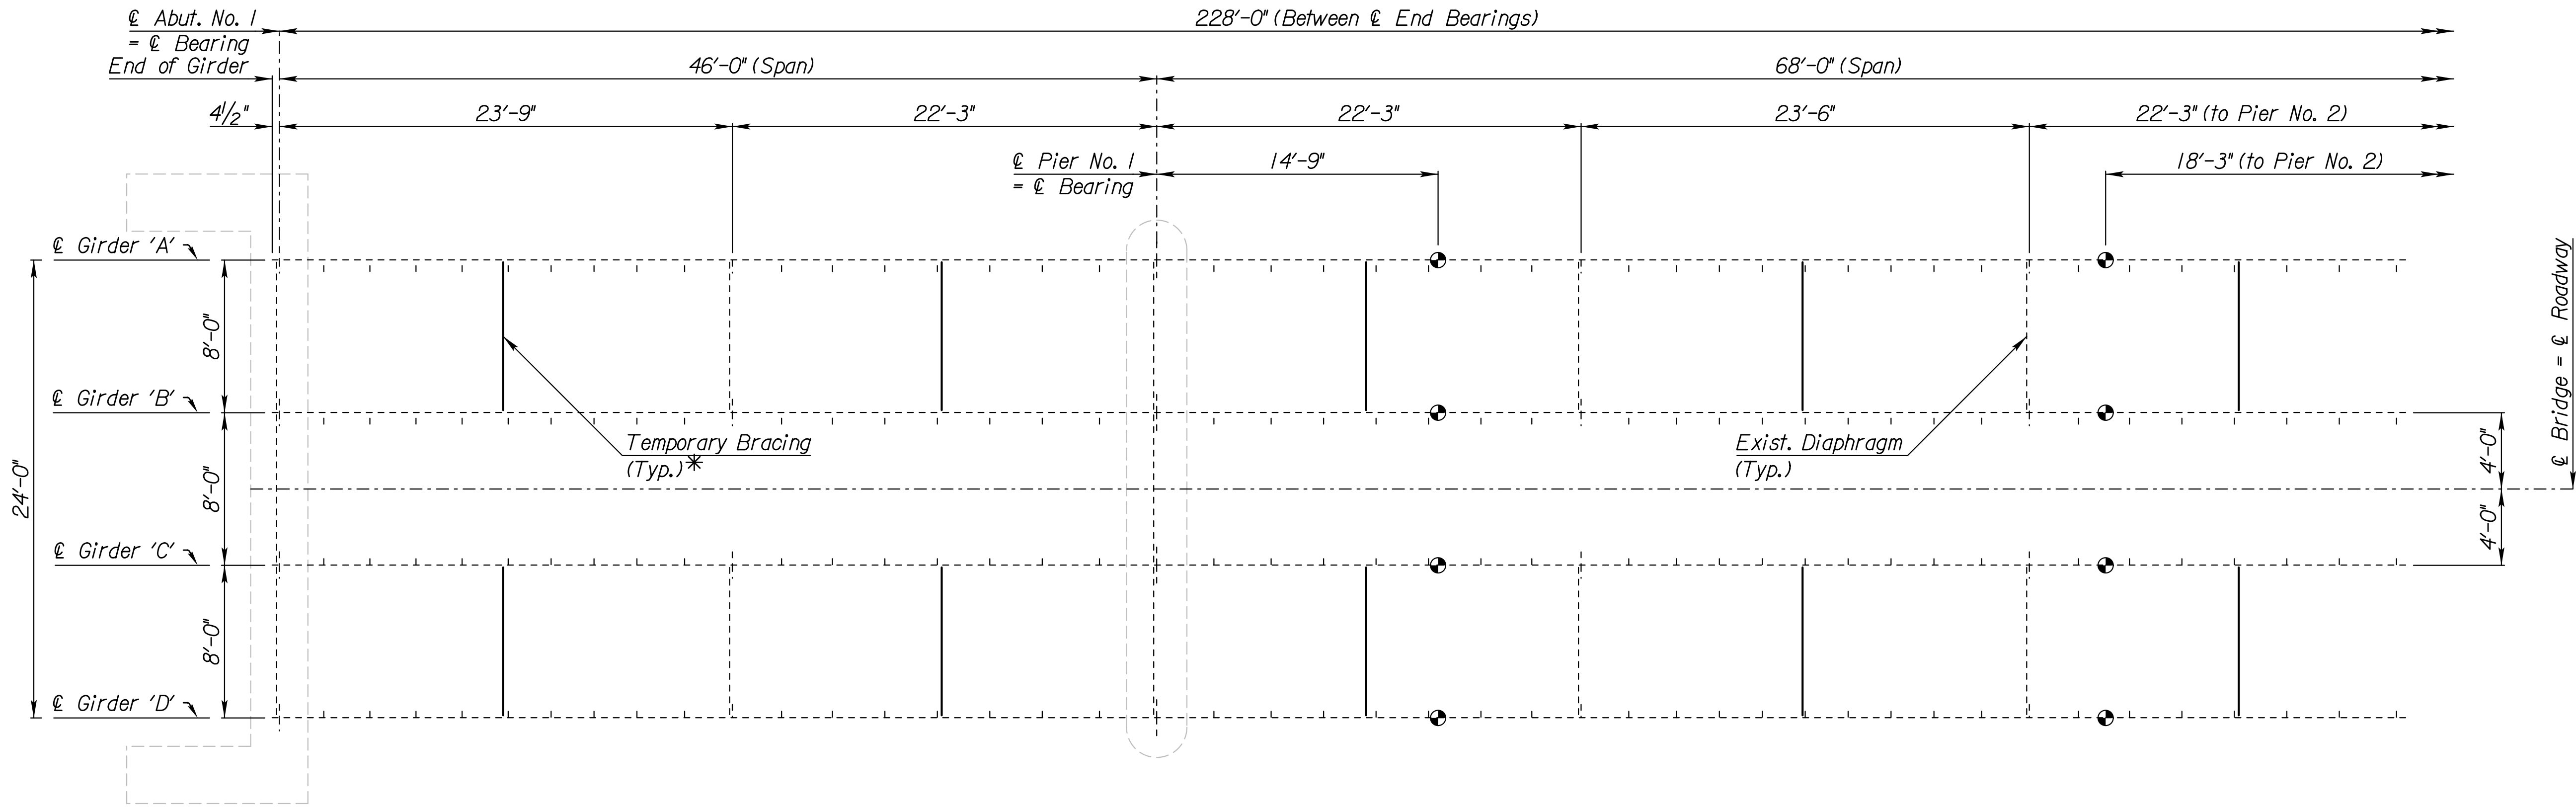 ℄ Abut. No. 1
= ℄ Bearing
End of Girder
228'-0" (Between ℄ End Bearings)
46'-0" (Span)
68'-0" (Span)
4½"
23'-9"
22'-3"
22'-3"
23'-6"
22'-3" (to Pier No. 2)
℄ Pier No. 1
= ℄ Bearing
14'-9"
18'-3" (to Pier No. 2)
℄ Girder 'A'
℄ Girder 'B'
℄ Girder 'C'
℄ Girder 'D'
24'-0"
8'-0"
8'-0"
8'-0"
Temporary Bracing
(Typ.)*
Exist. Diaphragm
(Typ.)
4'-0"
4'-0"
℄ Bridge = ℄ Roadway